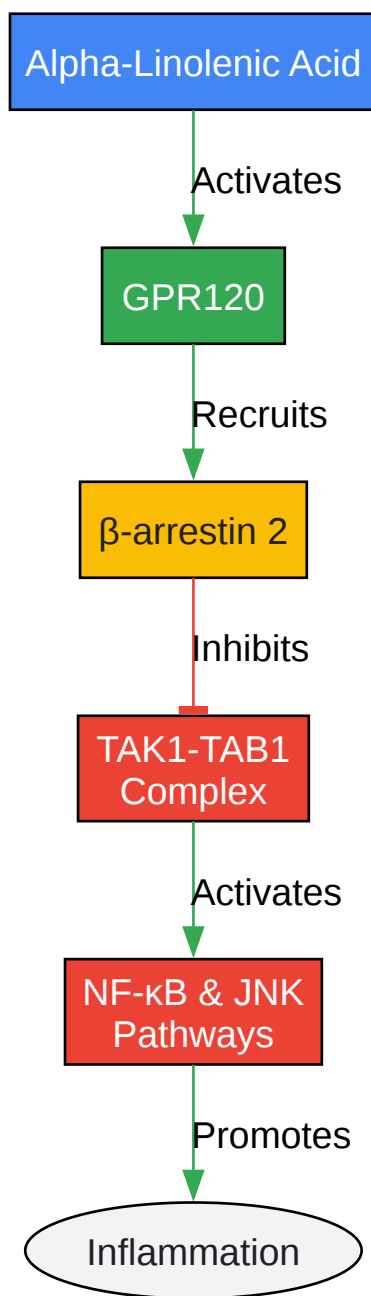 Alpha-Linolenic Acid
Activates
GPR120
Recruits
β-arrestin 2
Inhibits
TAK1-TAB1
Complex
Activates
NF-κB & JNK
Pathways
Promotes
Inflammation